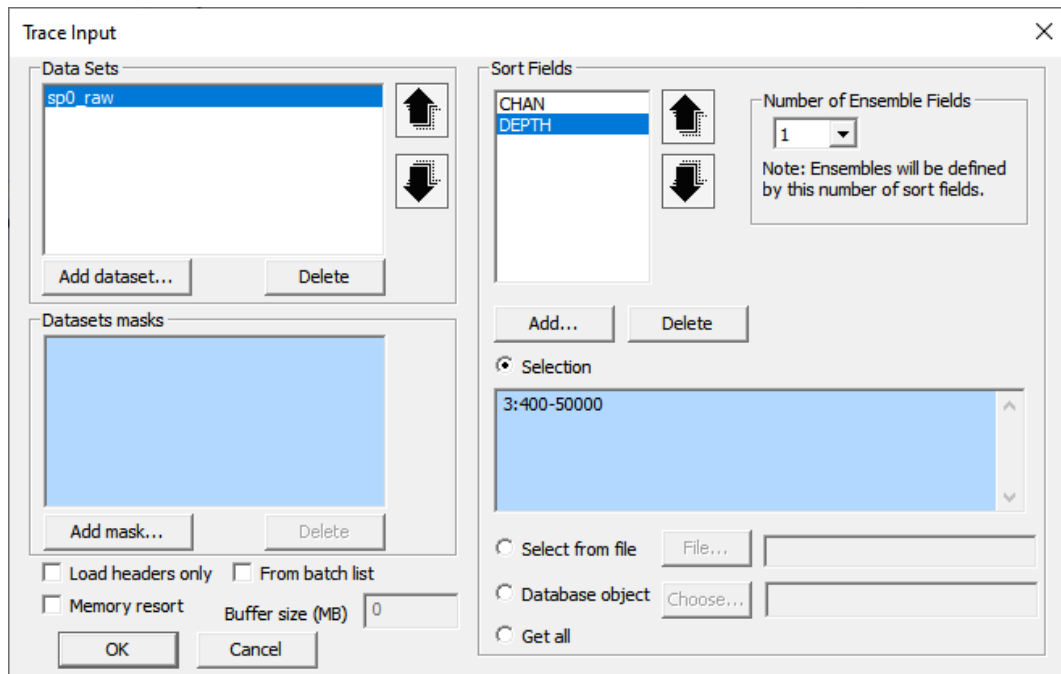 Trace Input
Data Sets
sp0_raw
Add dataset...
Delete
Datasets masks
Add mask...
Delete
Load headers only
From batch list
Memory resort
Buffer size (MB)
0
OK
Cancel
Sort Fields
CHAN
DEPTH
Number of Ensemble Fields
1
Note: Ensembles will be defined
by this number of sort fields.
Add...
Delete
Selection
3:400-50000
Select from file
File...
Database object
Choose...
Get all